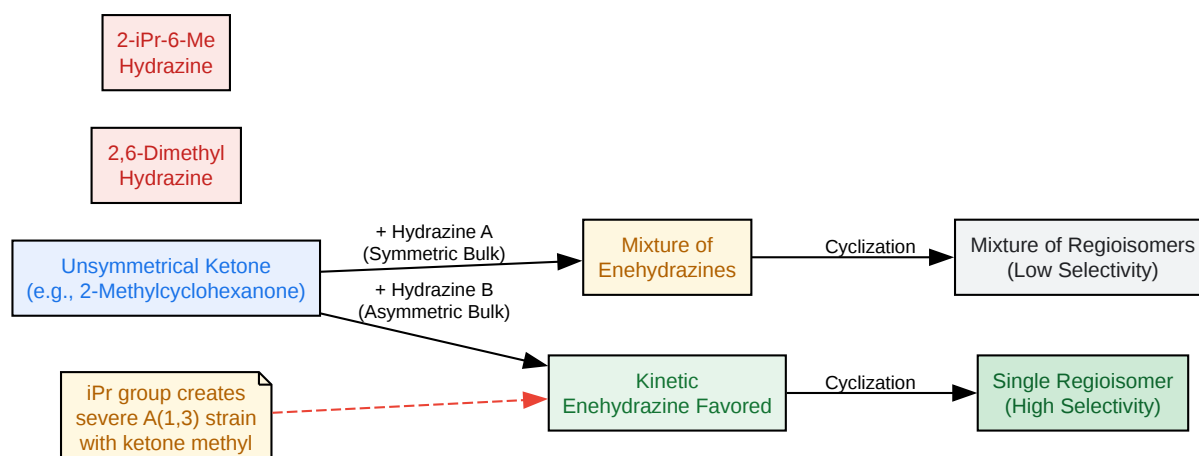 2-iPr-6-Me
Hydrazine
2,6-Dimethyl
Hydrazine
Unsymmetrical Ketone
(e.g., 2-Methylcyclohexanone)
+ Hydrazine A
(Symmetric Bulk)
Mixture of
Enehydrazines
Cyclization
Mixture of Regioisomers
(Low Selectivity)
+ Hydrazine B
(Asymmetric Bulk)
iPr group creates
severe A(1,3) strain
with ketone methyl
Kinetic
Enehydrazine Favored
Cyclization
Single Regioisomer
(High Selectivity)